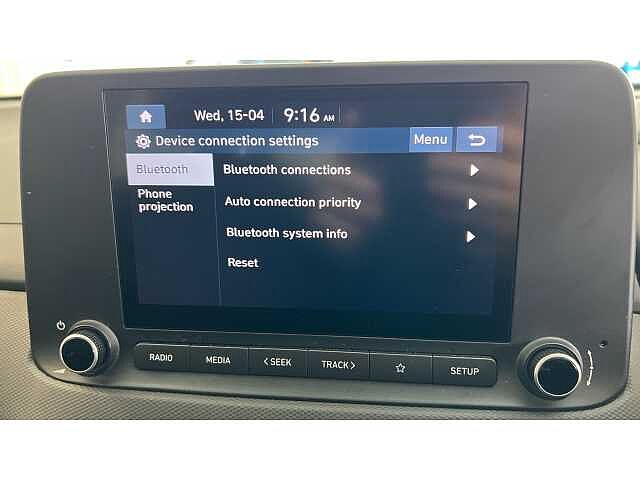 Wed, 15-04 9:16 AM
Device connection settings Menu
Bluetooth
Phone
projection
Bluetooth connections
Auto connection priority
Bluetooth system info
Reset
RADIO MEDIA < SEEK TRACK > SETUP